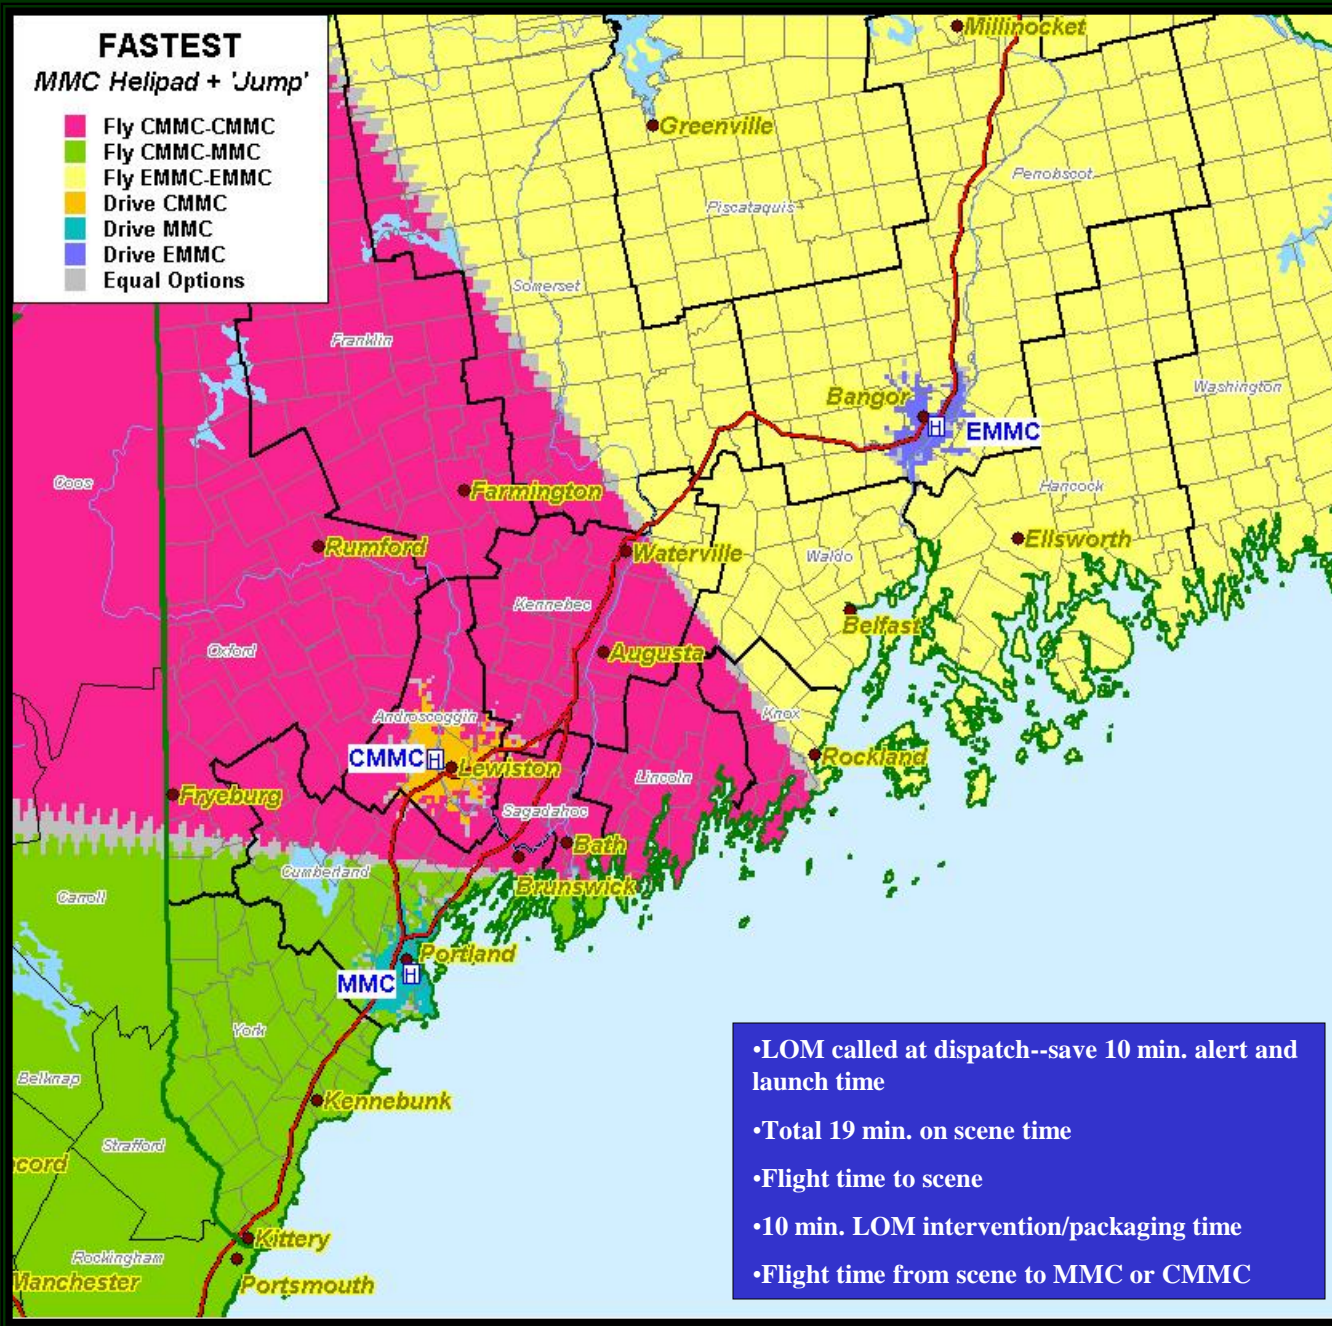 FASTEST
MMC Helipad + 'Jump'
Fly CMMC-CMMC
Fly CMMC-MMC
Fly EMMC-EMMC
Drive CMMC
Drive MMC
Drive EMMC
Equal Options
Millinocket
Greenville
Penobscot
Piscataquis
Somerset
Franklin
Washington
Bangor
EMMC
Coos
Farmington
Hancock
Rumford
Waterville
Ellsworth
Waldo
Kennebec
Belfast
Oxford
Augusta
Androscoggin
Knox
CMMC
H
Lewiston
Rockland
Lincoln
Fryeburg
Sagadahoc
Bath
Cumberland
Brunswick
Carroll
Portland
MMC
H
York
Belknap
Kennebunk
Strafford
cord
Kittery
Rockingham
Manchester
Portsmouth
H
•LOM called at dispatch--save 10 min. alert and
launch time
•Total 19 min. on scene time
•Flight time to scene
•10 min. LOM intervention/packaging time
•Flight time from scene to MMC or CMMC